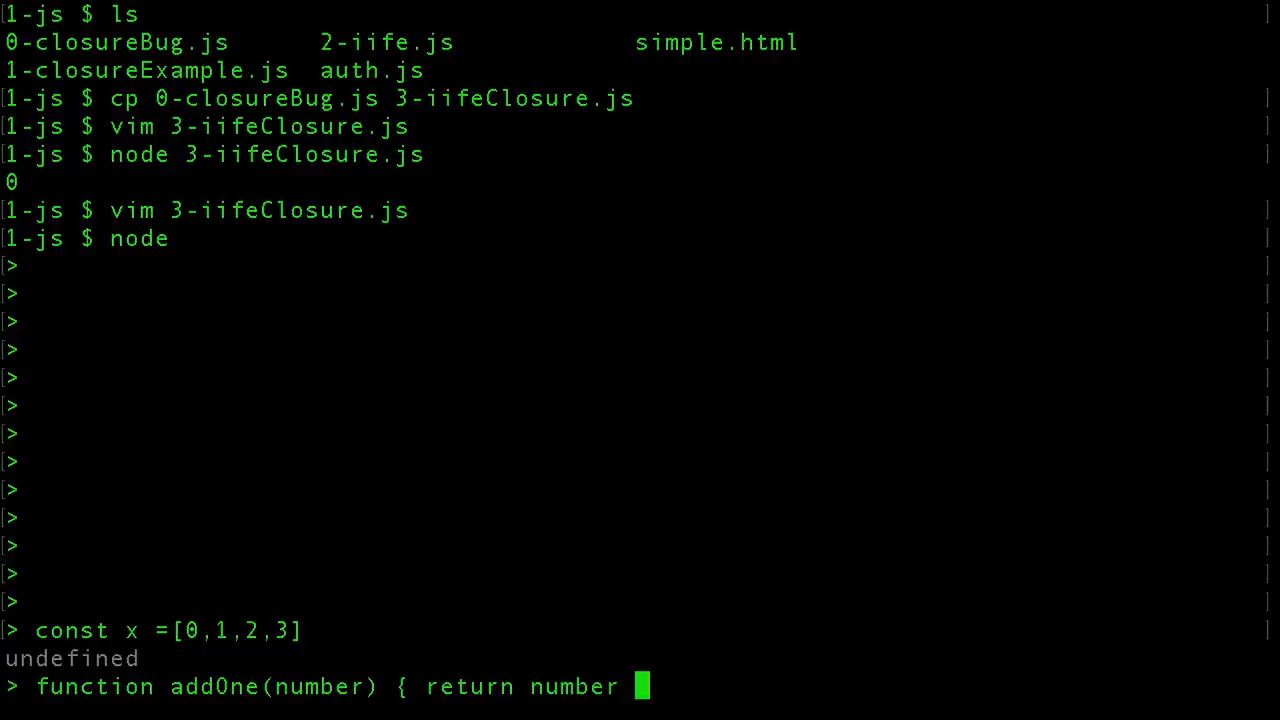 [1-js $ ls ]
0-closureBug.js 2-iife.js simple.html
1-closureExample.js auth.js
[1-js $ cp 0-closureBug.js 3-iifeClosure.js ]
[1-js $ vim 3-iifeClosure.js ]
[1-js $ node 3-iifeClosure.js ]
0
[1-js $ vim 3-iifeClosure.js ]
[1-js $ node ]
[> ]
[> ]
[> ]
[> ]
[> ]
[> ]
[> ]
[> ]
[> ]
[> ]
[> ]
[> ]
[> ]
[> const x =[0,1,2,3] ]
undefined
> function addOne(number) { return number